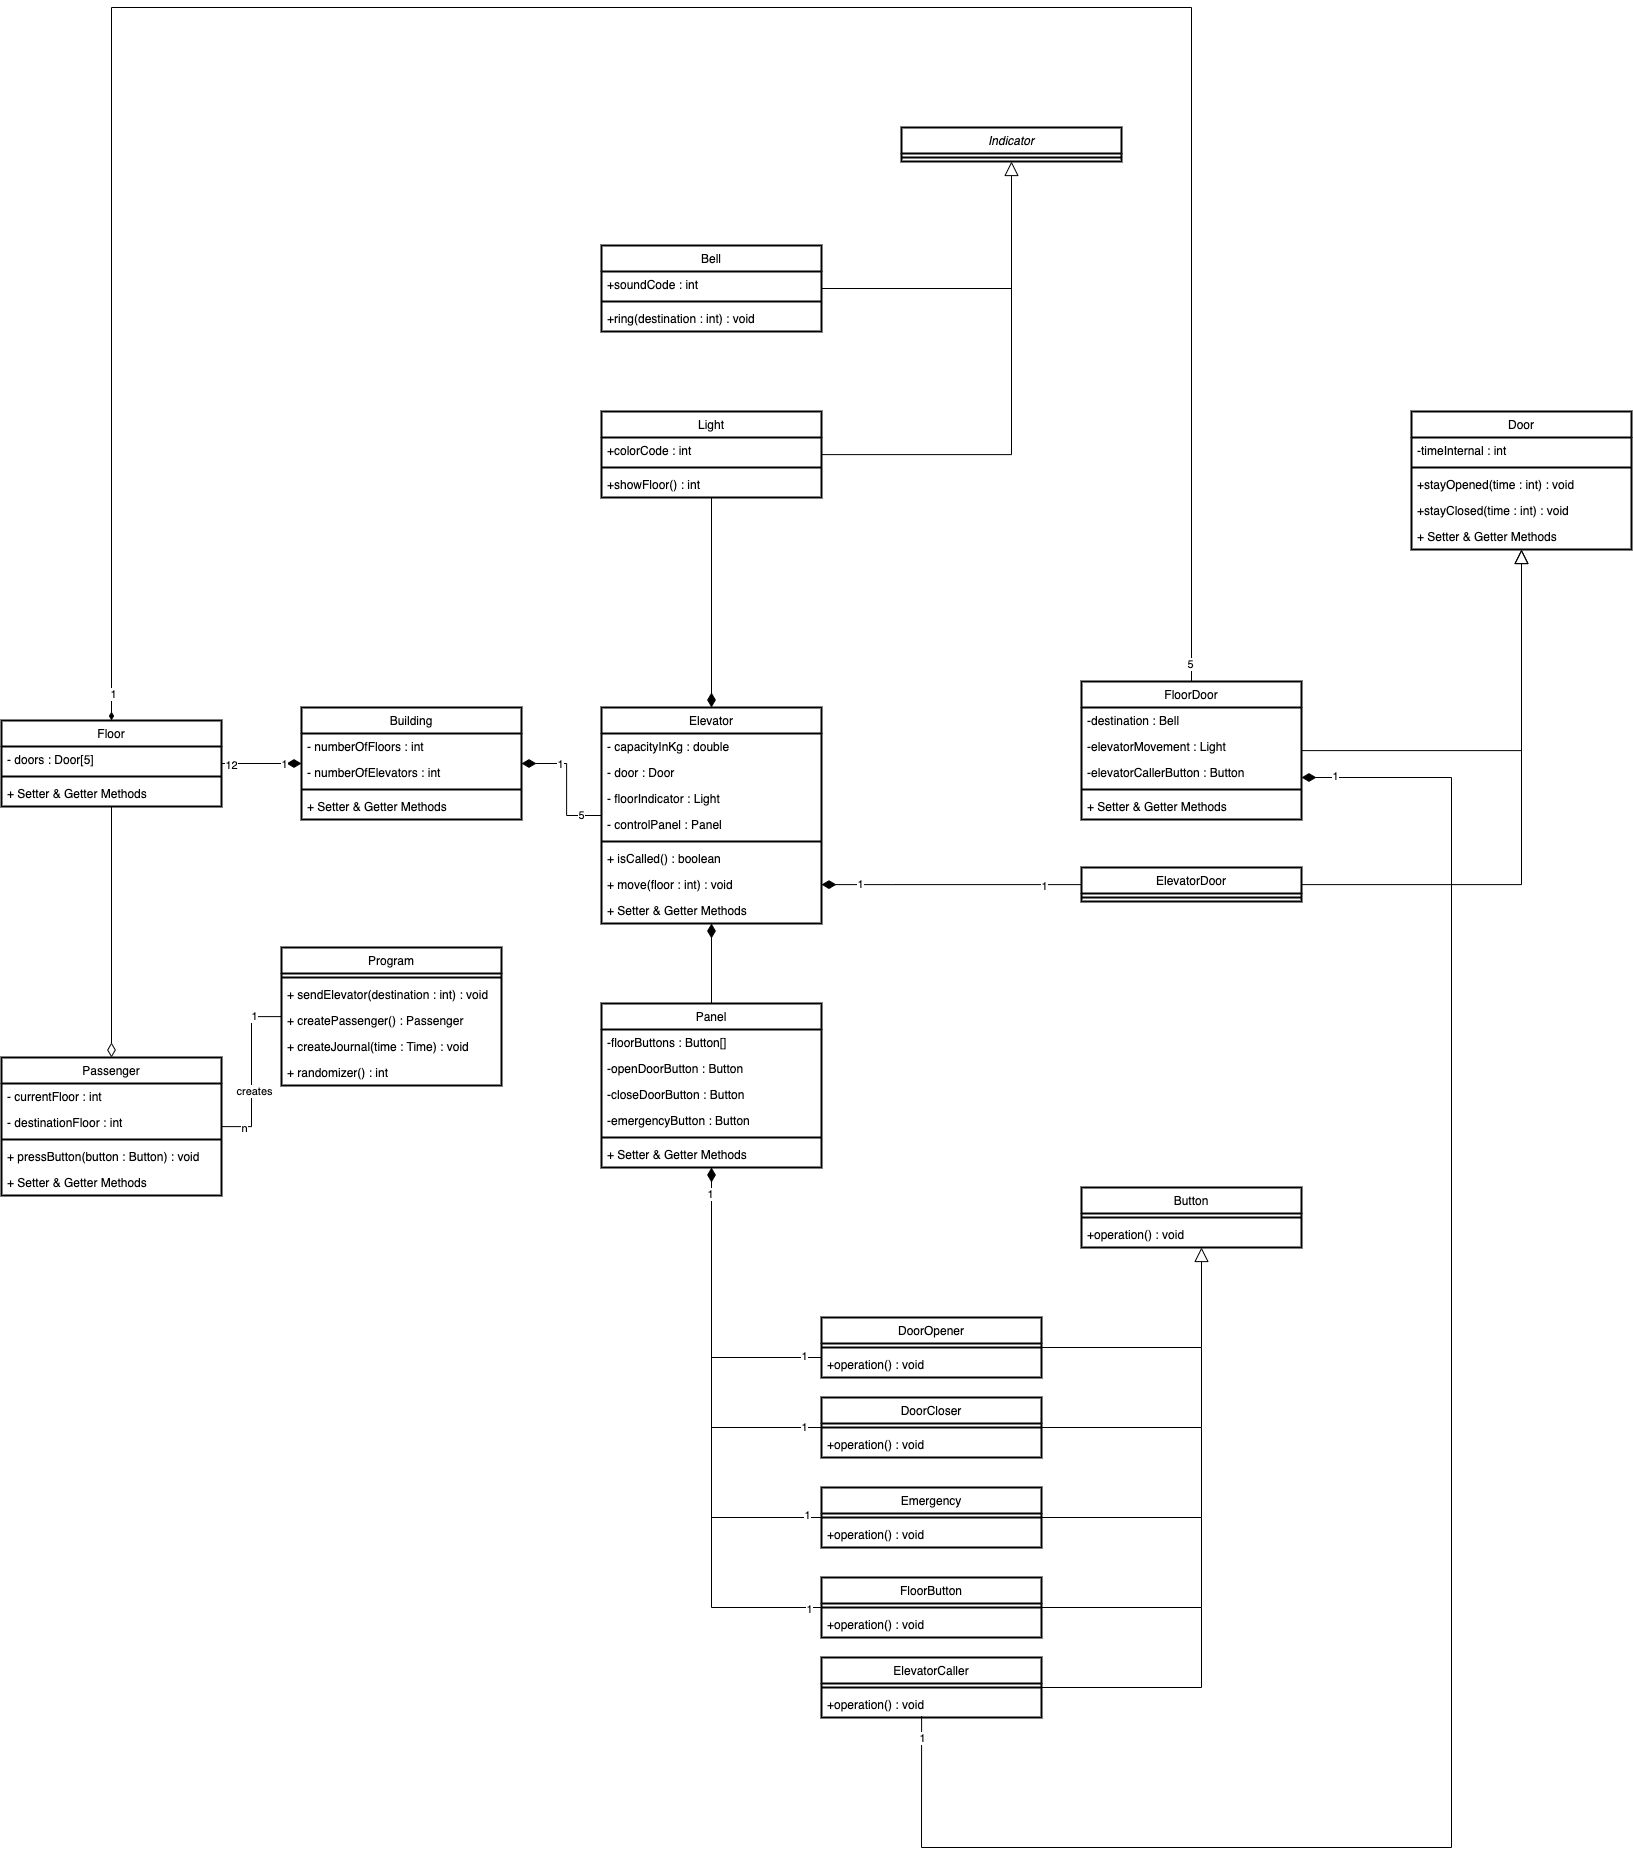 Indicator
Bell
+soundCode : int
+ring(destination : int) : void
Light
+colorCode : int
+showFloor() : int
Door
-timeInternal : int
+stayOpened(time : int) : void
+stayClosed(time : int) : void
+ Setter & Getter Methods
1
Floor
- doors : Door[5]
+ Setter & Getter Methods
12
1
Building
- numberOfFloors : int
- numberOfElevators : int
+ Setter & Getter Methods
1
5
Elevator
- capacityInKg : double
- door : Door
- floorIndicator : Light
- controlPanel : Panel
+ isCalled() : boolean
+ move(floor : int) : void
+ Setter & Getter Methods
1
1
5
FloorDoor
-destination : Bell
-elevatorMovement : Light
-elevatorCallerButton : Button
+ Setter & Getter Methods
1
ElevatorDoor
Program
+ sendElevator(destination : int) : void
+ createPassenger() : Passenger
+ createJournal(time : Time) : void
+ randomizer() : int
1
creates
n
Passenger
- currentFloor : int
- destinationFloor : int
+ pressButton(button : Button) : void
+ Setter & Getter Methods
Panel
-floorButtons : Button[]
-openDoorButton : Button
-closeDoorButton : Button
-emergencyButton : Button
+ Setter & Getter Methods
1
Button
+operation() : void
1
DoorOpener
+operation() : void
1
DoorCloser
+operation() : void
1
Emergency
+operation() : void
1
FloorButton
+operation() : void
ElevatorCaller
+operation() : void
1